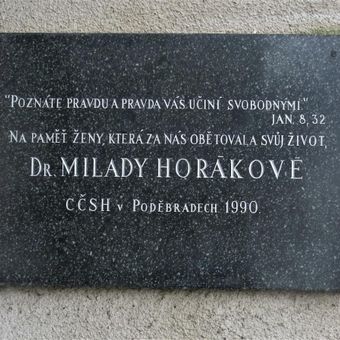 "POZNÁTE PRAVDU A PRAVDA VÁS UČINÍ SVOBODNÝMI."
JAN. 8, 32
NA PAMĚŤ ŽENY, KTERÁ ZA NÁS OBĚTOVALA SVŮJ ŽIVOT,
DR. MILADY HORÁKOVÉ
CČSH V PODĚBRADECH 1990.